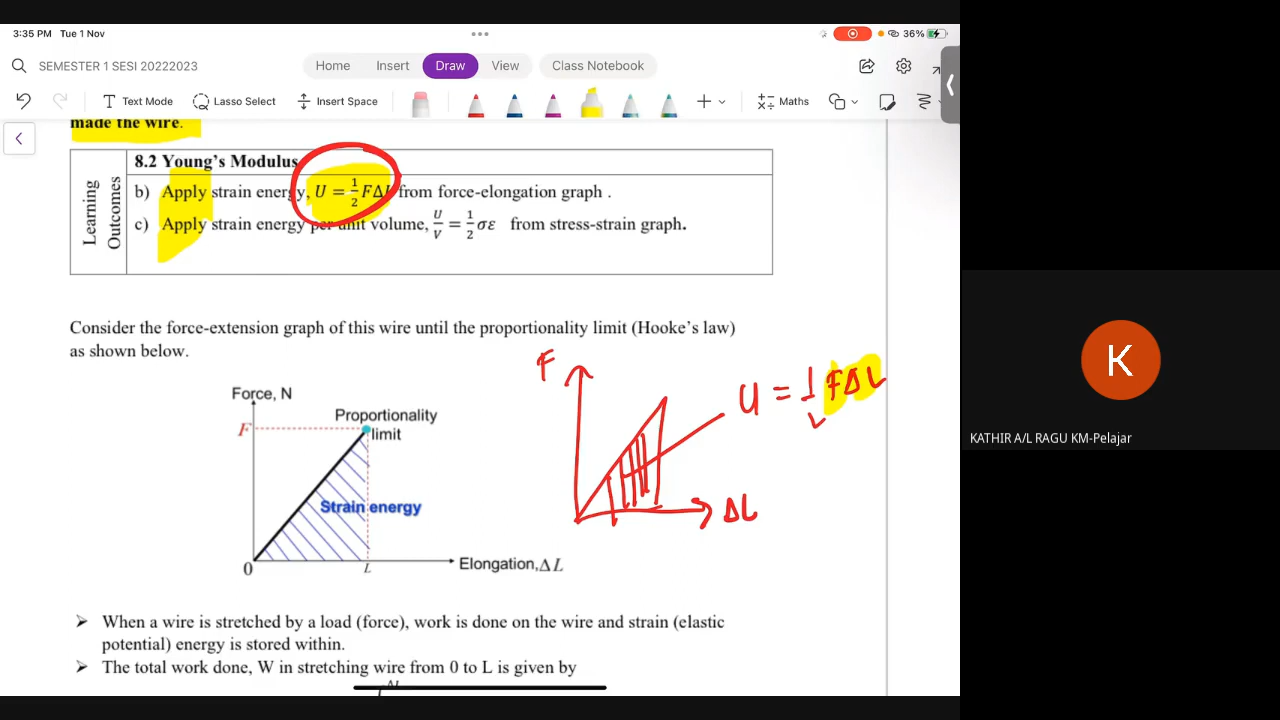 3:35 PM Tue 1 Nov
36%
SEMESTER 1 SESI 20222023
Home Insert Draw View Class Notebook
Text Mode Lasso Select Insert Space Maths
made the wire.
Learning Outcomes
8.2 Young's Modulus
b) Apply strain energy, U = 1/2 FΔL from force-elongation graph .
c) Apply strain energy per unit volume, U/V = 1/2 σε from stress-strain graph.
Consider the force-extension graph of this wire until the proportionality limit (Hooke's law)
as shown below.
Force, N
F
Proportionality
limit
Strain energy
0
L
Elongation, ΔL
F
U = 1/2 FΔL
ΔL
K
KATHIR A/L RAGU KM-Pelajar
➢ When a wire is stretched by a load (force), work is done on the wire and strain (elastic
potential) energy is stored within.
➢ The total work done, W in stretching wire from 0 to L is given by